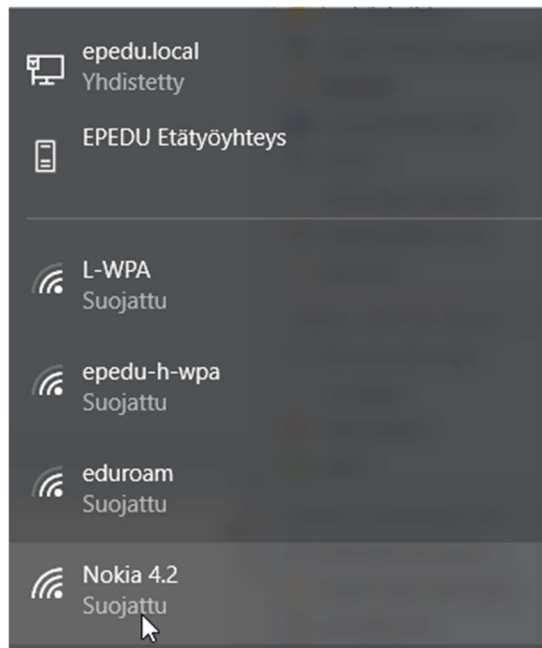 epedu.local
Yhdistetty
EPEDU Etätyöyhteys
L-WPA
Suojattu
epedu-h-wpa
Suojattu
eduroam
Suojattu
Nokia 4.2
Suojattu